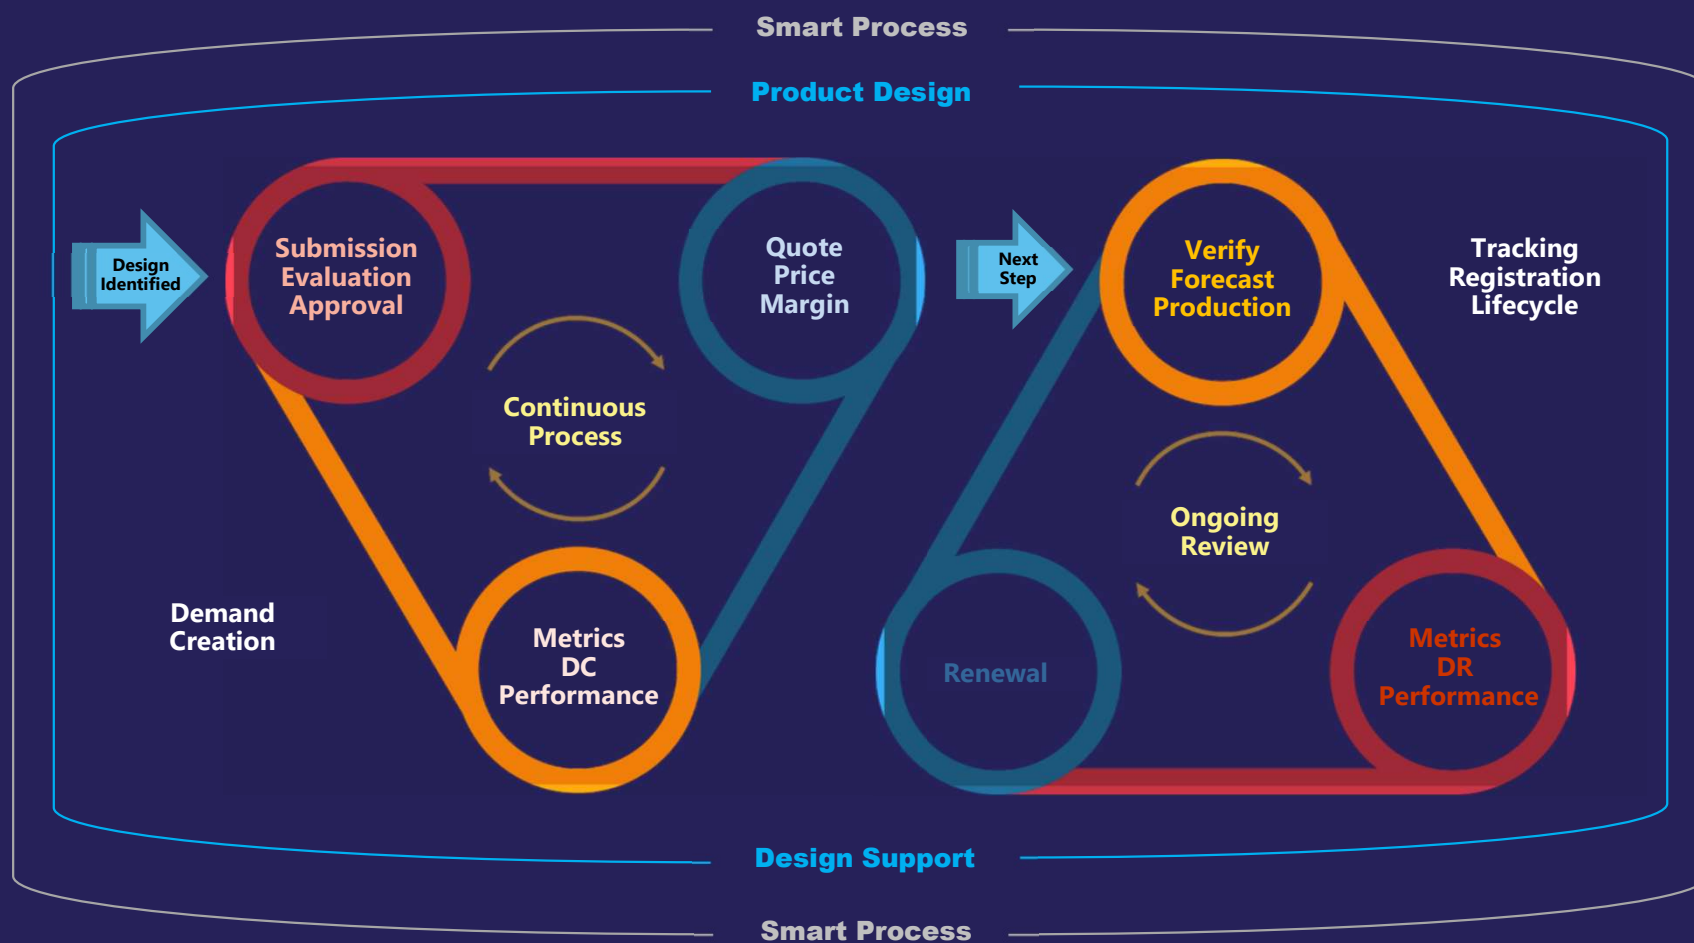 Smart Process
Product Design
Design
Identified
Submission
Evaluation
Approval
Quote
Price
Margin
Next
Step
Verify
Forecast
Production
Tracking
Registration
Lifecycle
Continuous
Process
Ongoing
Review
Demand
Creation
Metrics
DC
Performance
Renewal
Metrics
DR
Performance
Design Support
Smart Process